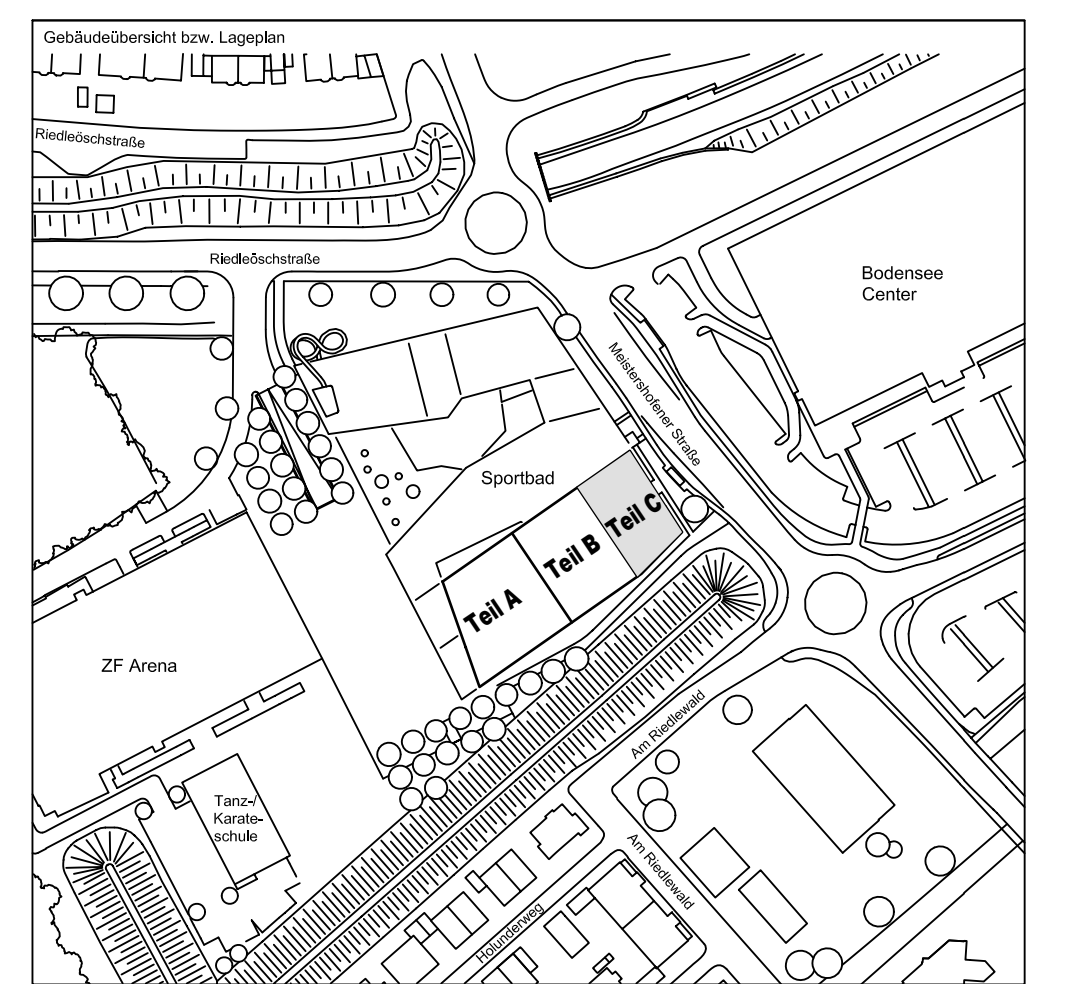 Gebäudeübersicht bzw. Lageplan
Riedleöschstraße
Riedleöschstraße
Bodensee
Center
Meistershofener Straße
Sportbad
Teil C
Teil B
Teil A
ZF Arena
Am Riedlewald
Tanz-/
Karate-
schule
Am Riedlewald
Holunderweg